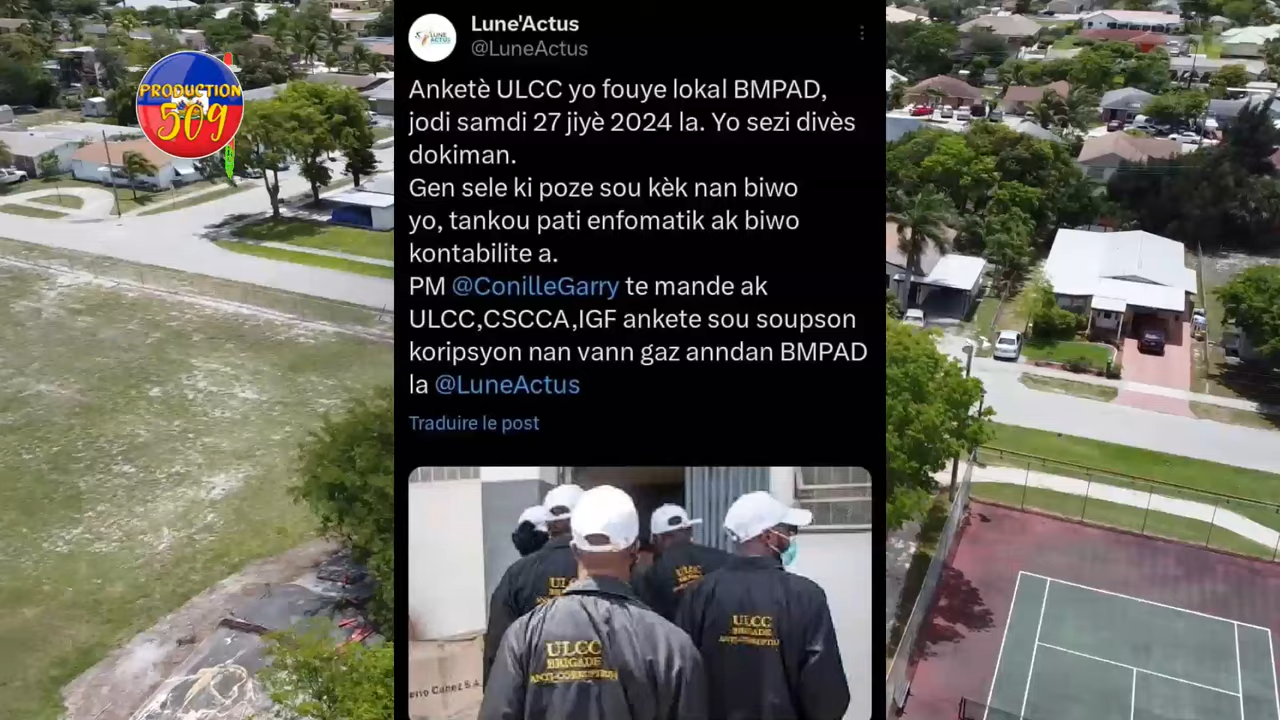 PRODUCTION
509
Lune'Actus
@LuneActus
Anketè ULCC yo fouye lokal BMPAD,
jodi samdi 27 jiyè 2024 la. Yo sezi divès
dokiman.
Gen sele ki poze sou kèk nan biwo
yo, tankou pati enfomatik ak biwo
kontabilite a.
PM @ConilleGarry te mande ak
ULCC,CSCCA,IGF ankete sou soupson
koripsyon nan vann gaz anndan BMPAD
la @LuneActus
Traduire le post
ULCC
ULCC
BRIGADE
ANTI-CORRUPTION
ULCC
ULCC
BRIGADE